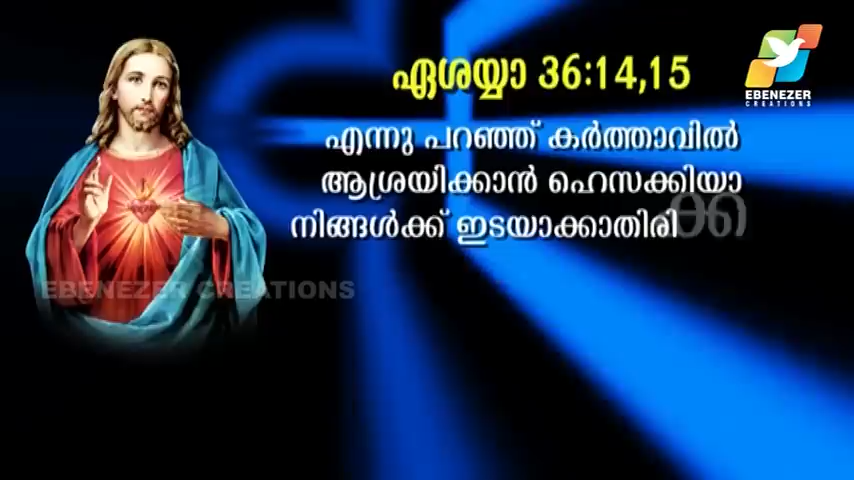 ഏശയ്യാ 36:14,15
EBENEZER
CREATIONS
എന്നു പറഞ്ഞ് കർത്താവിൽ
ആശ്രയിക്കാൻ ഹെസക്കിയാ
നിങ്ങൾക്ക് ഇടയാക്കാതിരിക്ക
EBENEZER CREATIONS